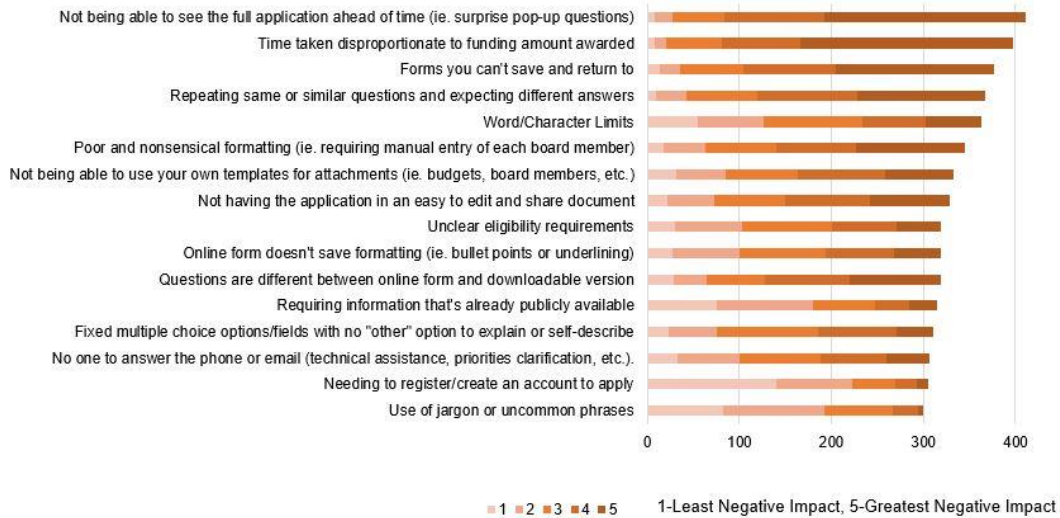 Not being able to see the full application ahead of time (ie. surprise pop-up questions)
Time taken disproportionate to funding amount awarded
Forms you can't save and return to
Repeating same or similar questions and expecting different answers
Word/Character Limits
Poor and nonsensical formatting (ie. requiring manual entry of each board member)
Not being able to use your own templates for attachments (ie. budgets, board members, etc.)
Not having the application in an easy to edit and share document
Unclear eligibility requirements
Online form doesn't save formatting (ie. bullet points or underlining)
Questions are different between online form and downloadable version
Requiring information that's already publicly available
Fixed multiple choice options/fields with no "other" option to explain or self-describe
No one to answer the phone or email (technical assistance, priorities clarification, etc.).
Needing to register/create an account to apply
Use of jargon or uncommon phrases
0 100 200 300 400
1 2 3 4 5 1-Least Negative Impact, 5-Greatest Negative Impact